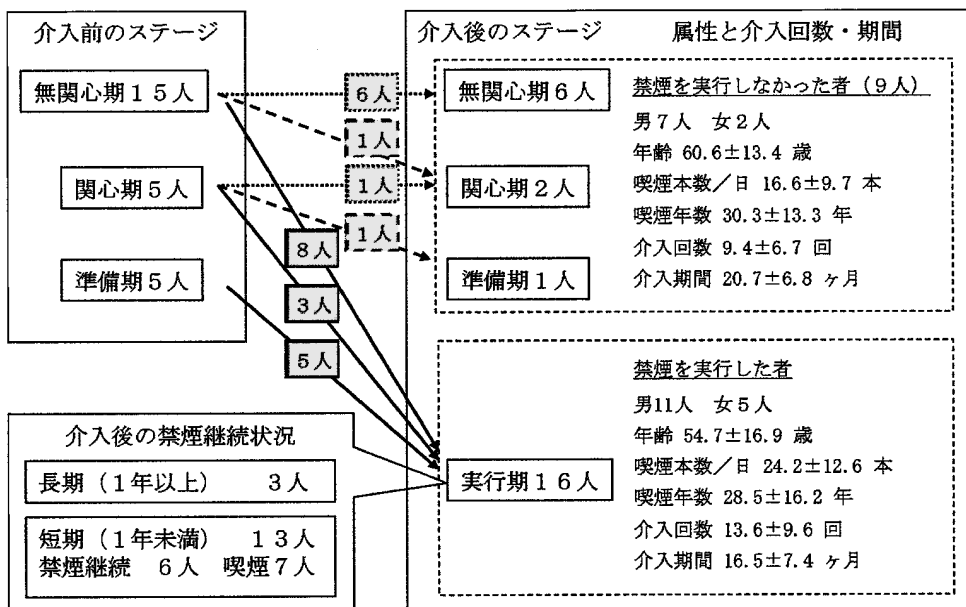 介入前のステージ
無関心期15人
関心期5人
準備期5人
6人
1人
1人
1人
8人
3人
5人
介入後のステージ 属性と介入回数・期間
無関心期6人
関心期2人
準備期1人
禁煙を実行しなかった者（9人）
男7人 女2人
年齢 60.6±13.4 歳
喫煙本数／日 16.6±9.7 本
喫煙年数 30.3±13.3 年
介入回数 9.4±6.7 回
介入期間 20.7±6.8 ヶ月
実行期16人
禁煙を実行した者
男11人 女5人
年齢 54.7±16.9 歳
喫煙本数／日 24.2±12.6 本
喫煙年数 28.5±16.2 年
介入回数 13.6±9.6 回
介入期間 16.5±7.4 ヶ月
介入後の禁煙継続状況
長期（1年以上） 3人
短期（1年未満） 13人
禁煙継続 6人 喫煙7人